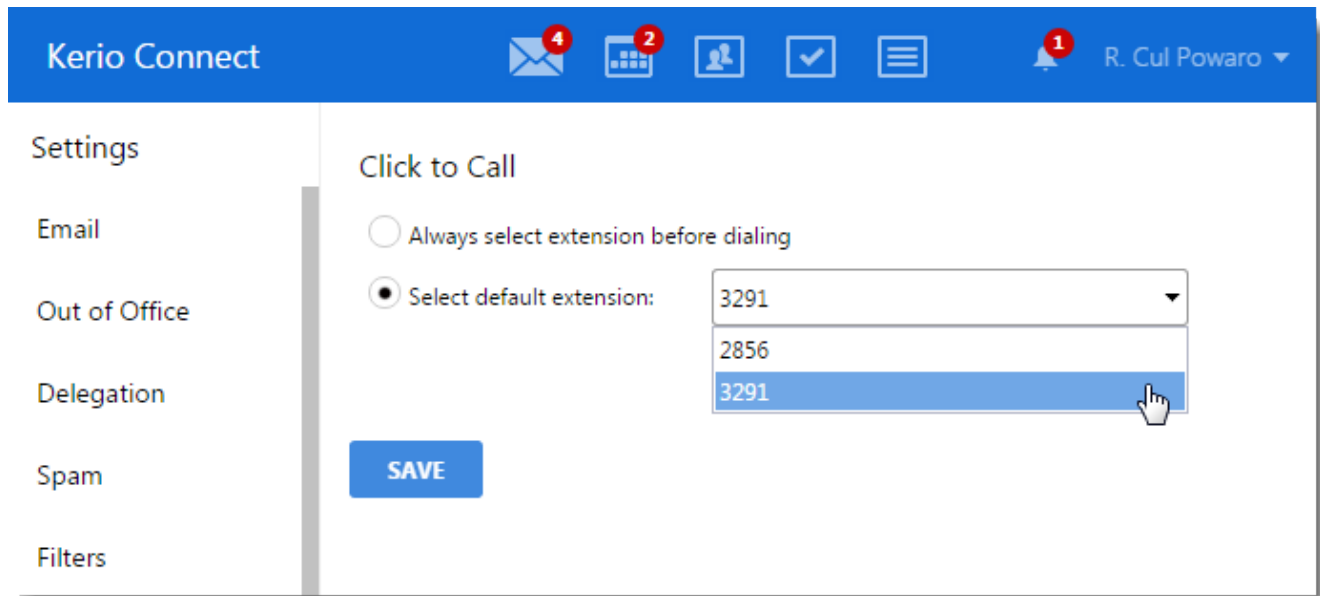 Kerio Connect
4
2
1
R. Cul Powaro
Settings
Email
Out of Office
Delegation
Spam
Filters
Click to Call
Always select extension before dialing
Select default extension:
3291
2856
3291
SAVE